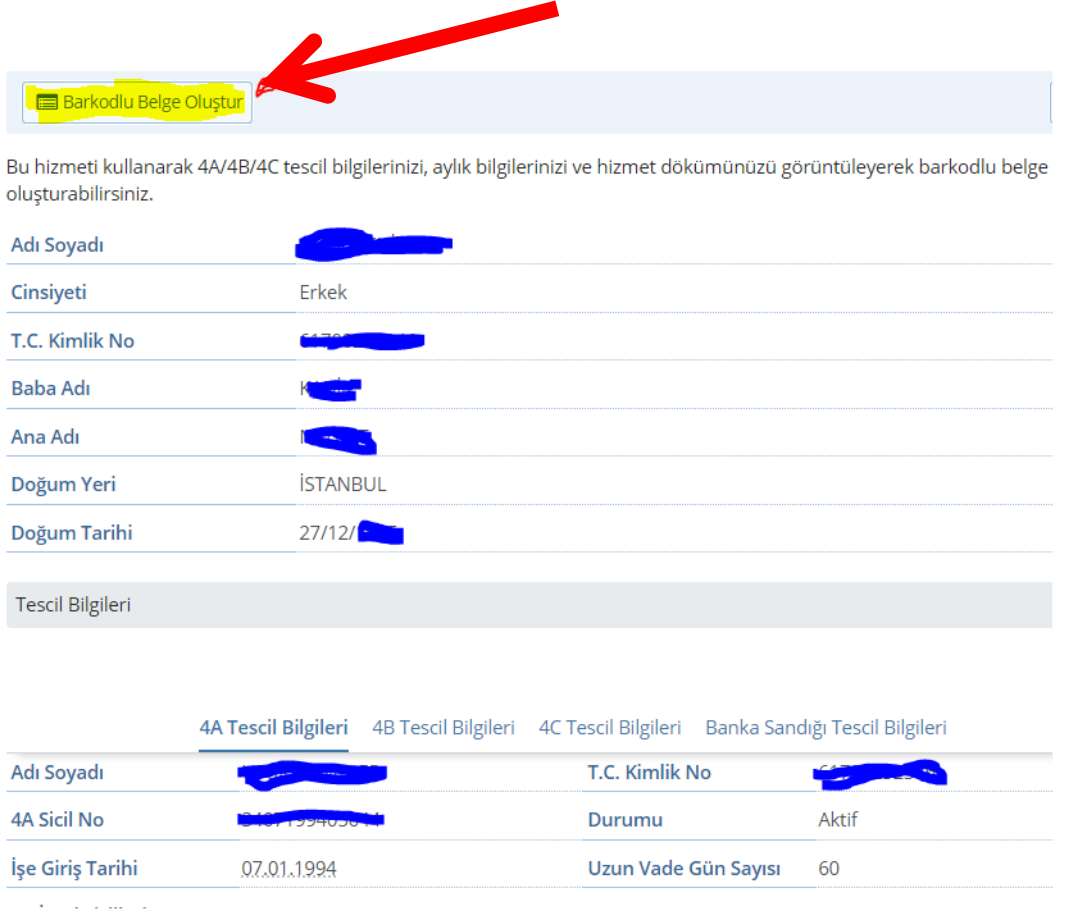 Barkodlu Belge Oluştur
Bu hizmeti kullanarak 4A/4B/4C tescil bilgilerinizi, aylık bilgilerinizi ve hizmet dökümünüzü görüntüleyerek barkodlu belge
oluşturabilirsiniz.
Adı Soyadı
Cinsiyeti Erkek
T.C. Kimlik No
Baba Adı
Ana Adı
Doğum Yeri İSTANBUL
Doğum Tarihi 27/12/
Tescil Bilgileri
4A Tescil Bilgileri 4B Tescil Bilgileri 4C Tescil Bilgileri Banka Sandığı Tescil Bilgileri
Adı Soyadı T.C. Kimlik No
4A Sicil No Durumu Aktif
İşe Giriş Tarihi 07.01.1994 Uzun Vade Gün Sayısı 60